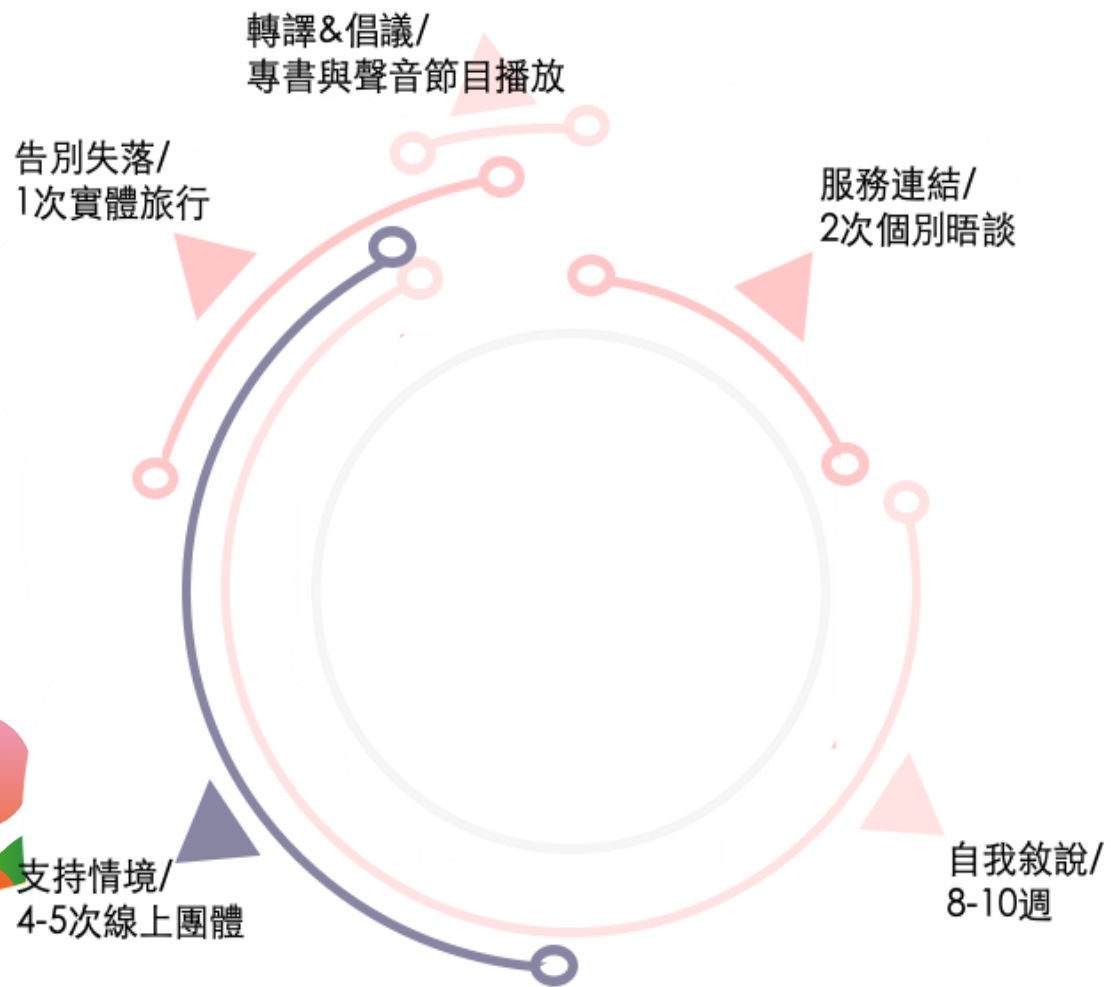 轉譯&倡議/
專書與聲音節目播放
告別失落/
1次實體旅行
服務連結/
2次個別晤談
自我敘說/
8-10週
支持情境/
4-5次線上團體